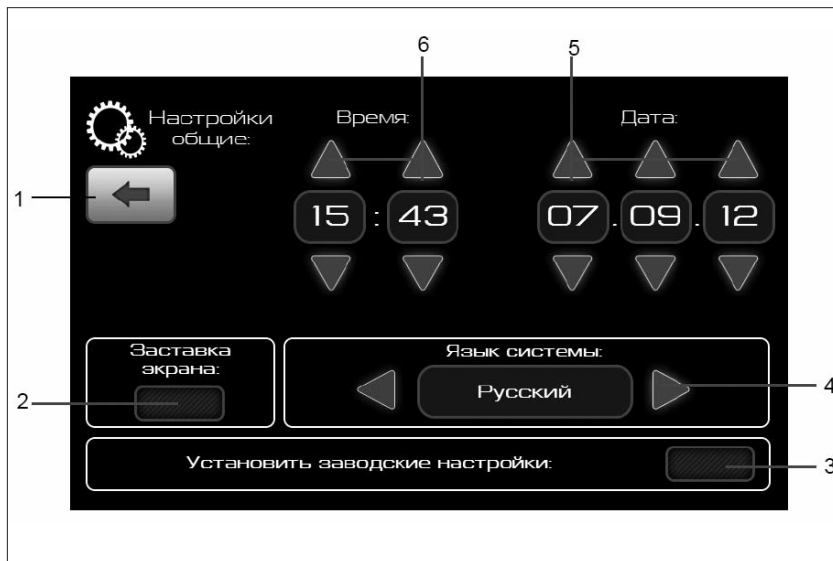 6
5
Настройки
общие:
Время:
Дата:
1
15 : 43
07.09.12
Заставка
экрана:
Язык системы:
2
Русский
4
Установить заводские настройки:
3